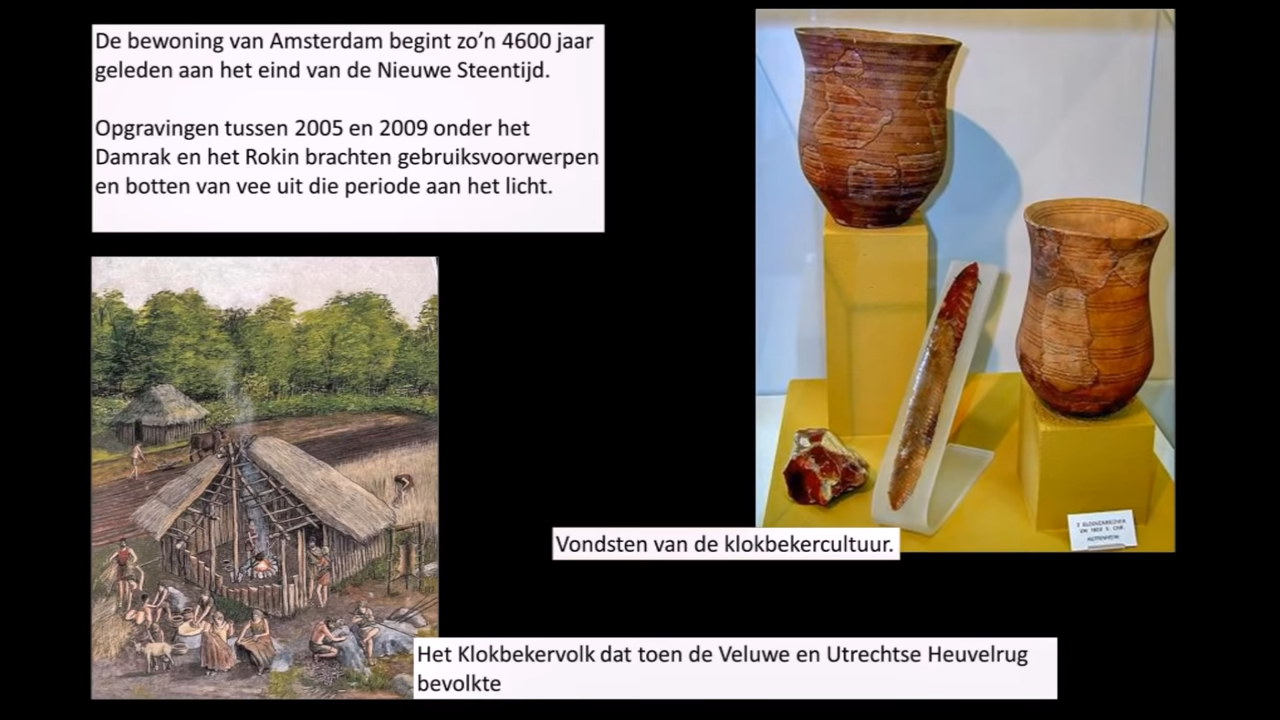 De bewoning van Amsterdam begint zo’n 4600 jaar
geleden aan het eind van de Nieuwe Steentijd.
Opgravingen tussen 2005 en 2009 onder het
Damrak en het Rokin brachten gebruiksvoorwerpen
en botten van vee uit die periode aan het licht.
Vondsten van de klokbekercultuur.
Het Klokbekervolk dat toen de Veluwe en Utrechtse Heuvelrug
bevolkte